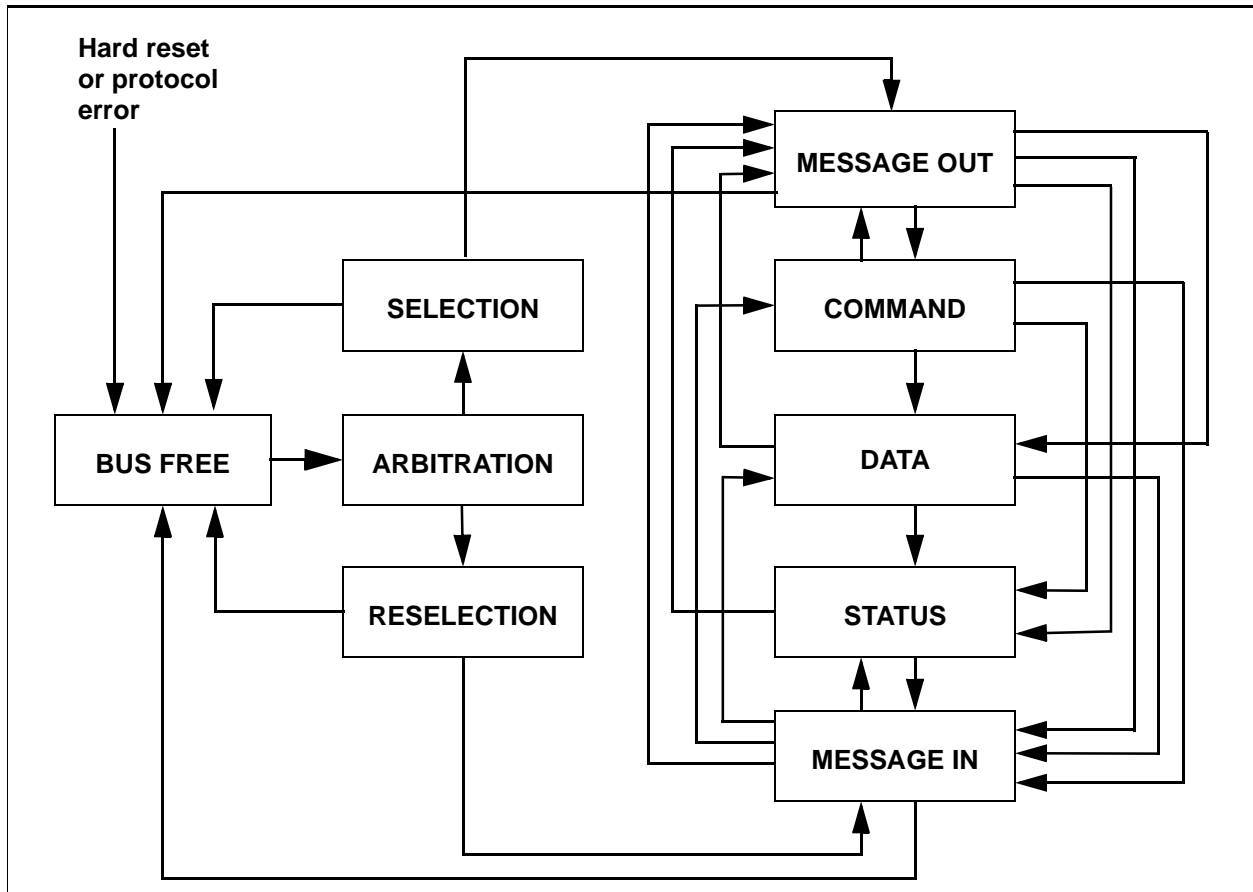 Hard reset
or protocol
error
MESSAGE OUT
SELECTION
COMMAND
BUS FREE
ARBITRATION
DATA
RESELECTION
STATUS
MESSAGE IN